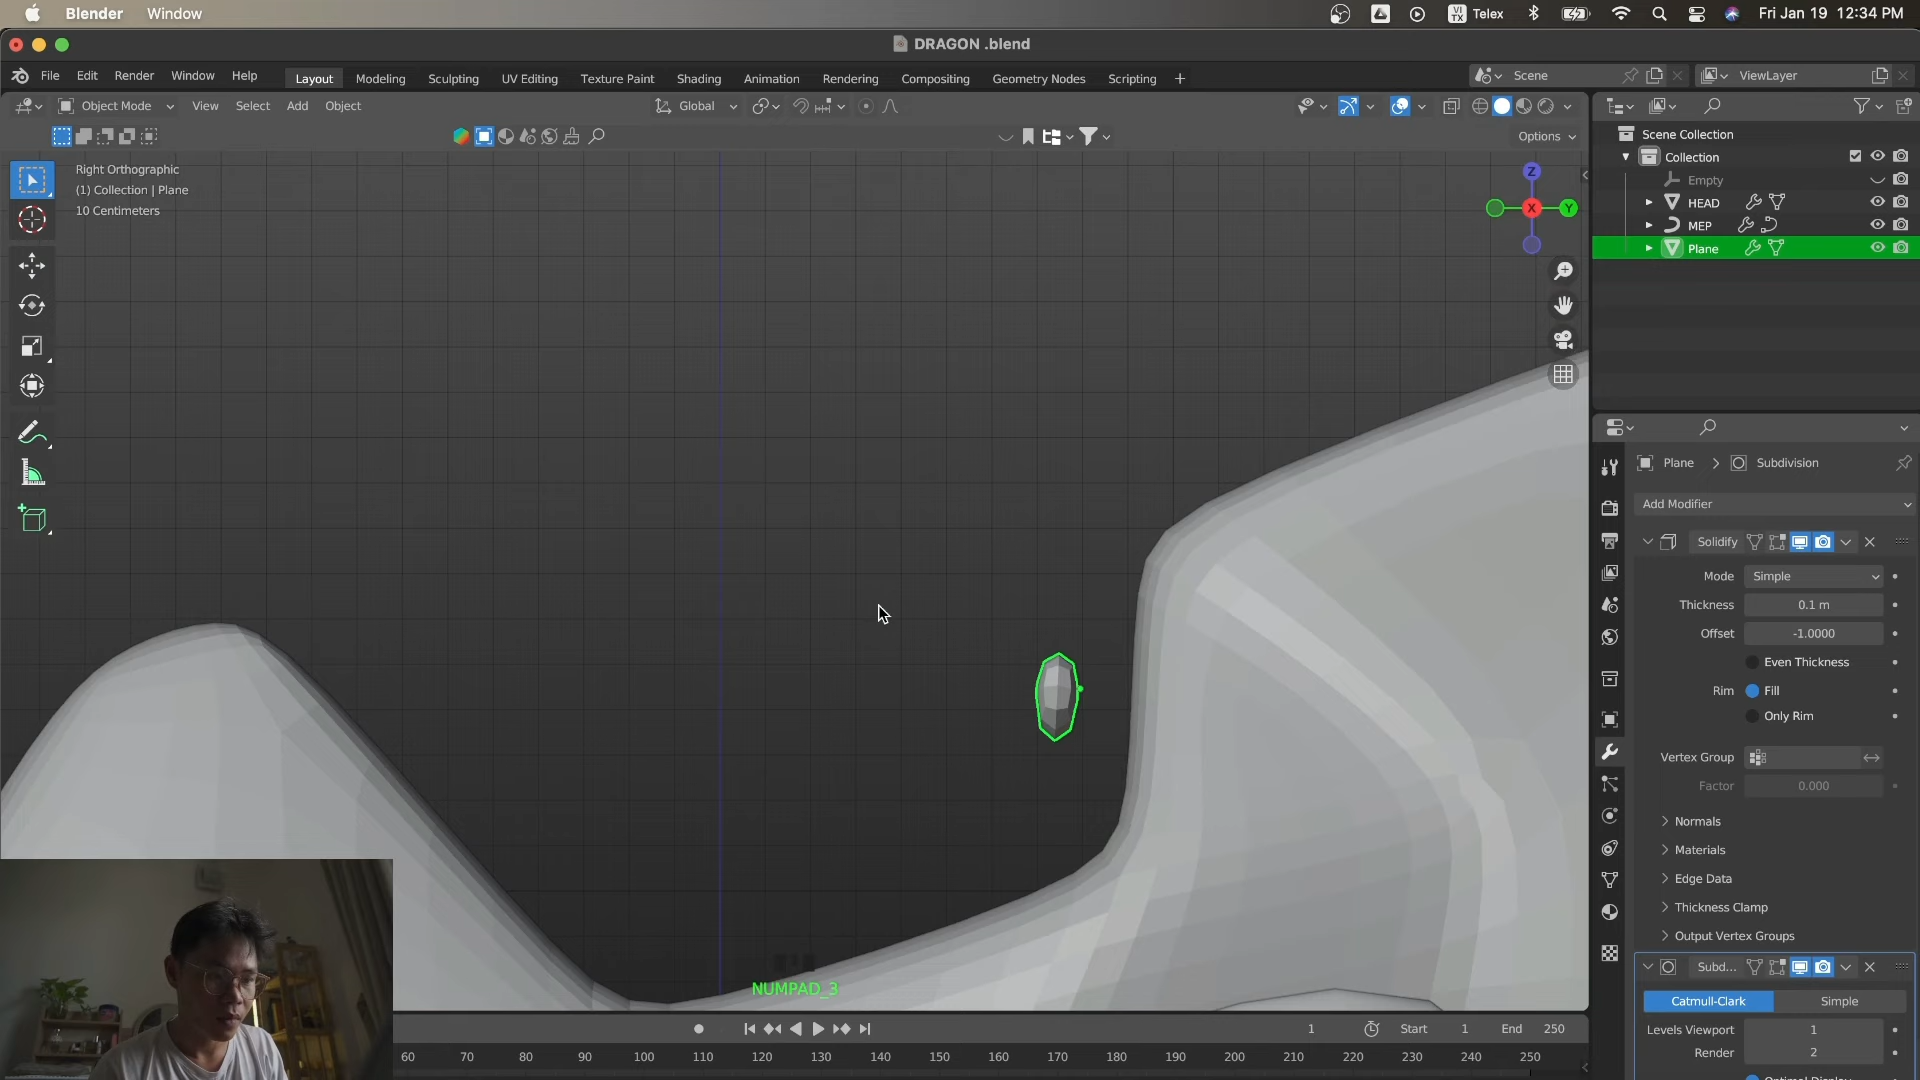 Blender Window
VI TX Telex Fri Jan 19 12:34 PM
DRAGON .blend
File Edit Render Window Help Layout Modeling Sculpting UV Editing Texture Paint Shading Animation Rendering Compositing Geometry Nodes Scripting + Scene ViewLayer
Object Mode View Select Add Object Global
Options
Right Orthographic
(1) Collection | Plane
10 Centimeters
Z
X
Y
Scene Collection
Collection
Empty
HEAD
MEP
Plane
Plane > Subdivision
Add Modifier
Solidify
Mode Simple
Thickness 0.1 m
Offset -1.0000
Even Thickness
Rim Fill
Only Rim
Vertex Group
Factor 0.000
Normals
Materials
Edge Data
Thickness Clamp
Output Vertex Groups
Subd...
Catmull-Clark Simple
Levels Viewport 1
Render 2
NUMPAD_3
1 Start 1 End 250
60 70 80 90 100 110 120 130 140 150 160 170 180 190 200 210 220 230 240 250